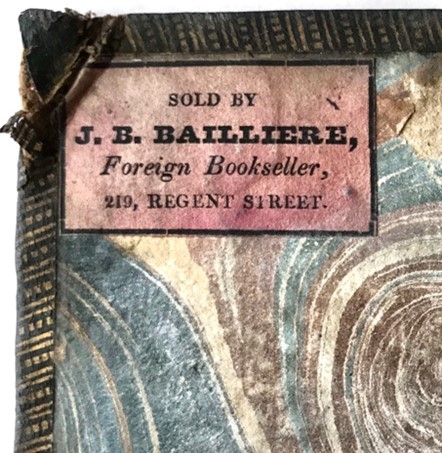 SOLD BY
J. B. BAILLIERE,
Foreign Bookseller,
219, REGENT STREET.